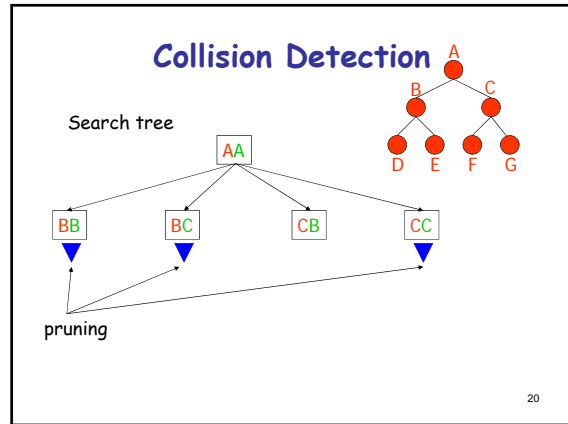 Collision Detection
A
B C
D E F G
Search tree
AA
BB BC CB CC
pruning
20